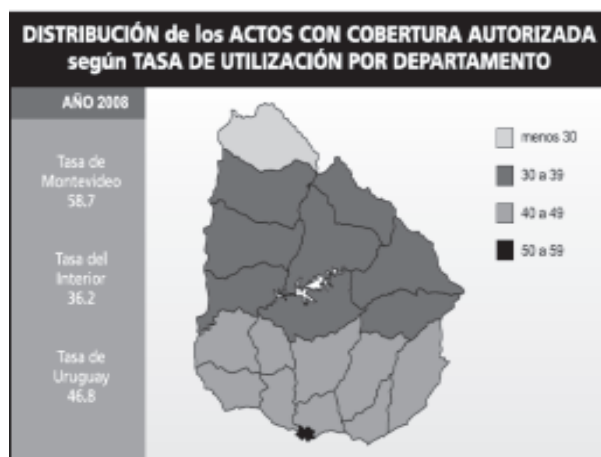 DISTRIBUCIÓN de los ACTOS CON COBERTURA AUTORIZADA
según TASA DE UTILIZACIÓN POR DEPARTAMENTO
AÑO 2008
Tasa de
Montevideo
58.7
Tasa del
Interior
36.2
Tasa de
Uruguay
46.8
menos 30
30 a 39
40 a 49
50 a 59